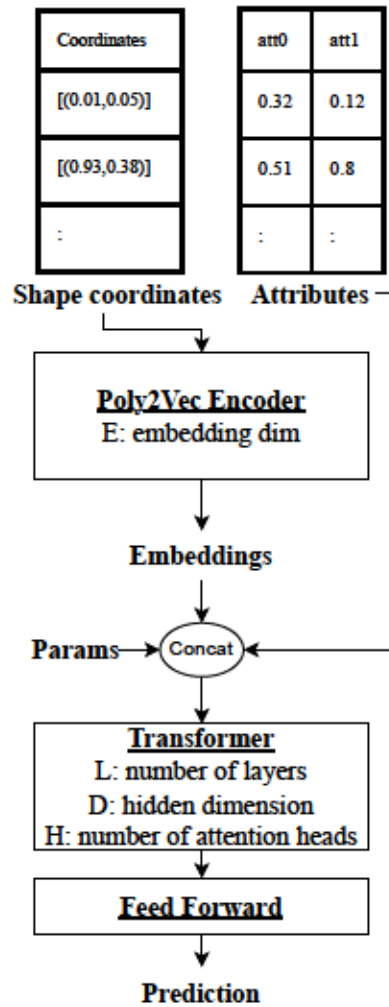 Coordinates att0 att1
[(0.01,0.05)] 0.32 0.12
[(0.93,0.38)] 0.51 0.8
: : :
Shape coordinates Attributes
Poly2Vec Encoder
E: embedding dim
Embeddings
Params Concat
Transformer
L: number of layers
D: hidden dimension
H: number of attention heads
Feed Forward
Prediction